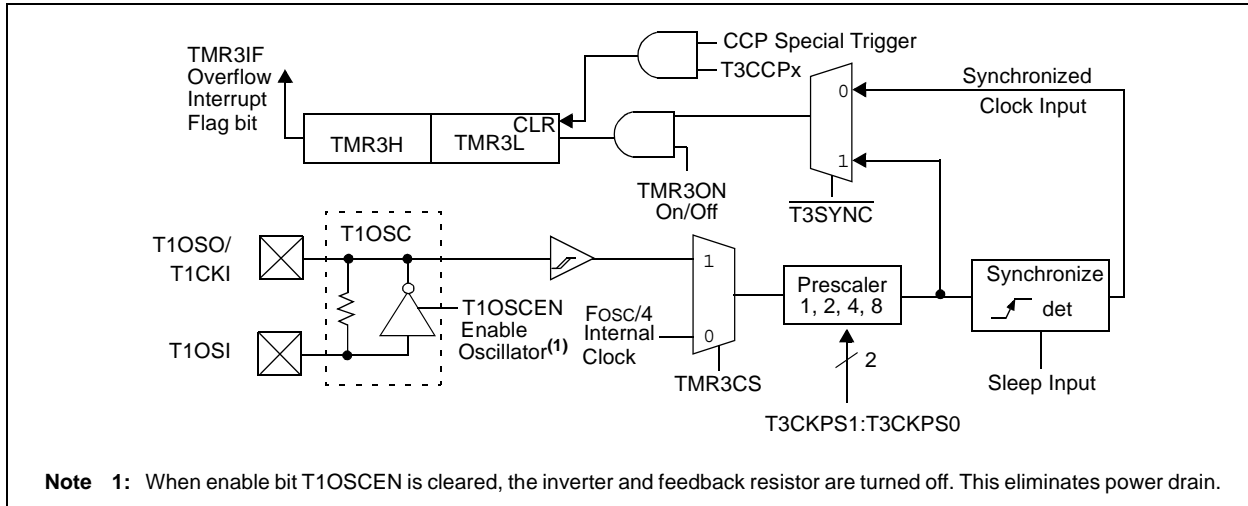 TMR3IF
Overflow
Interrupt
Flag bit
CCP Special Trigger
T3CCPx
Synchronized
Clock Input
0
1
CLR
TMR3H
TMR3L
TMR3ON
On/Off
T3SYNC
T1OSO/
T1CKI
T1OSC
T1OSI
T1OSCEN
Enable
Oscillator(1)
FOSC/4
Internal
Clock
1
0
TMR3CS
Prescaler
1, 2, 4, 8
2
T3CKPS1:T3CKPS0
Synchronize
det
Sleep Input
Note 1: When enable bit T1OSCEN is cleared, the inverter and feedback resistor are turned off. This eliminates power drain.